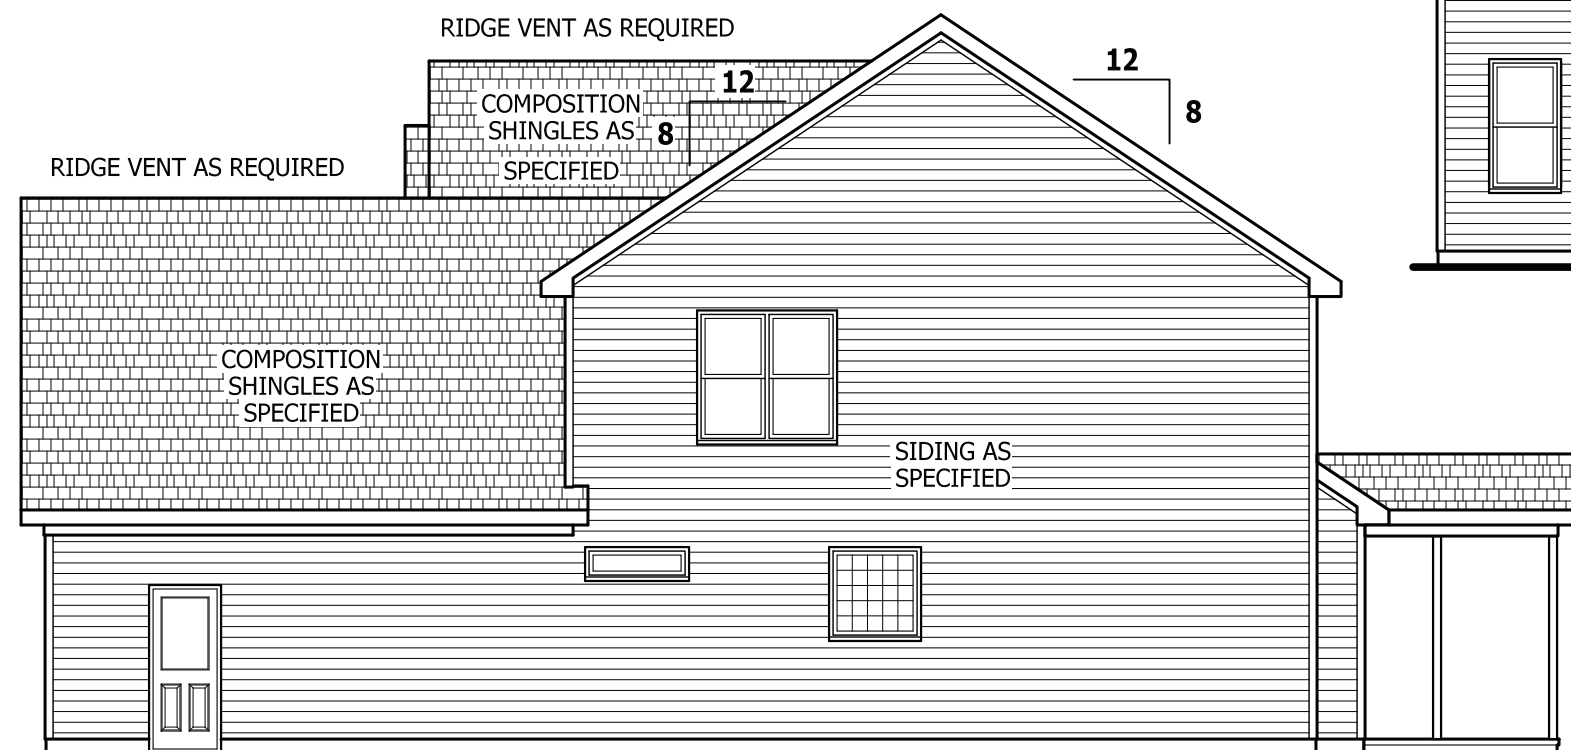 RIDGE VENT AS REQUIRED
12
8
COMPOSITION
SHINGLES AS
SPECIFIED
12
8
RIDGE VENT AS REQUIRED
COMPOSITION
SHINGLES AS
SPECIFIED
SIDING AS
SPECIFIED